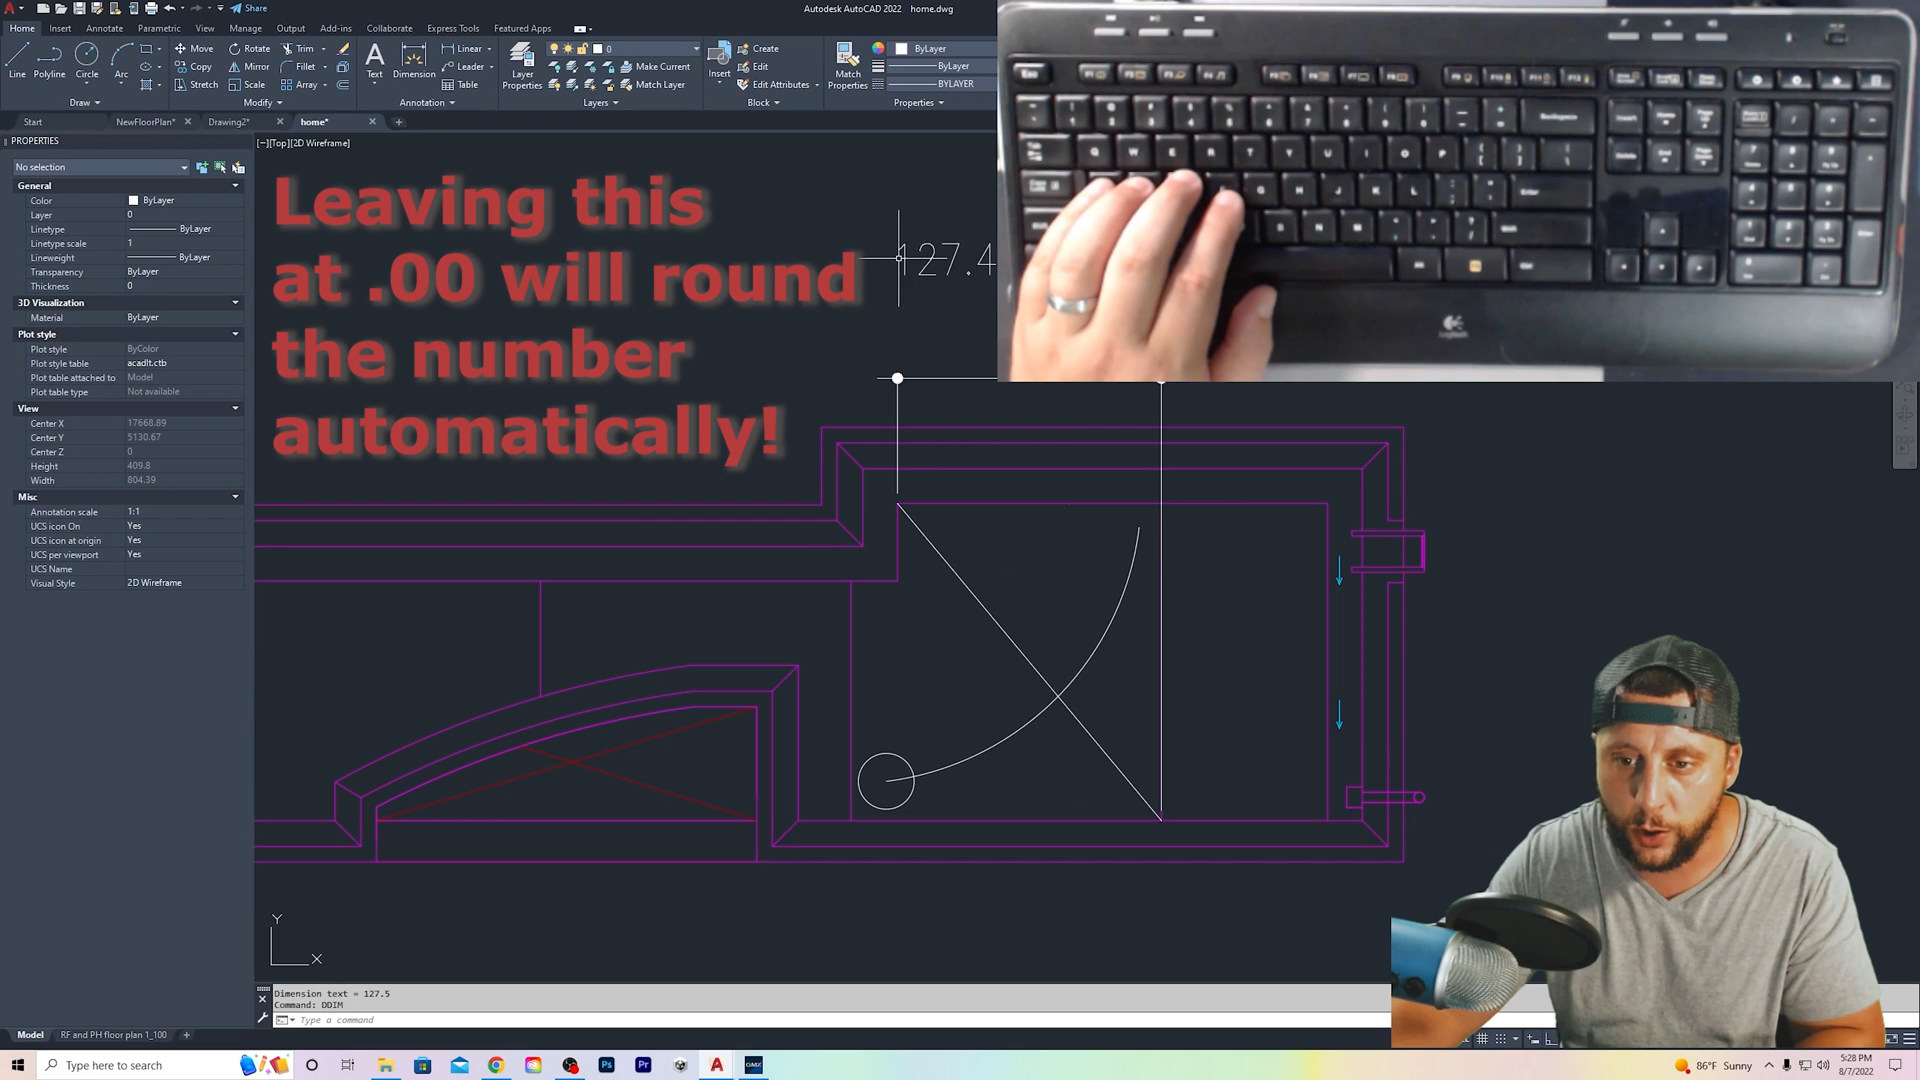 Share
Autodesk AutoCAD 2022 home.dwg
Home Insert Annotate Parametric View Manage Output Add-ins Collaborate Express Tools Featured Apps
Line Polyline Circle Arc
Move Rotate Trim
Copy Mirror Fillet
Stretch Scale Array
Text Dimension
Linear
Leader
Table
Layer Properties
0
Make Current
Match Layer
Insert
Create
Edit
Edit Attributes
Match Properties
ByLayer
ByLayer
BYLAYER
Draw Modify Annotation Layers Block Properties
Start NewFloorPlan* Drawing2* home*
PROPERTIES
[−][Top][2D Wireframe]
No selection
General
Color ByLayer
Layer 0
Linetype ByLayer
Linetype scale 1
Lineweight ByLayer
Transparency ByLayer
Thickness 0
3D Visualization
Material ByLayer
Plot style
Plot style ByColor
Plot style table acadlt.ctb
Plot table attached to Model
Plot table type Not available
View
Center X 17668.89
Center Y 5130.67
Center Z 0
Height 409.8
Width 804.39
Misc
Annotation scale 1:1
UCS icon On Yes
UCS icon at origin Yes
UCS per viewport Yes
UCS Name
Visual Style 2D Wireframe
Leaving this
at .00 will round
the number
automatically!
127.4
Y
X
Dimension text = 127.5
Command: DDIM
Type a command
Model RF and PH floor plan 1_100
Type here to search
86°F Sunny
5:28 PM
8/7/2022